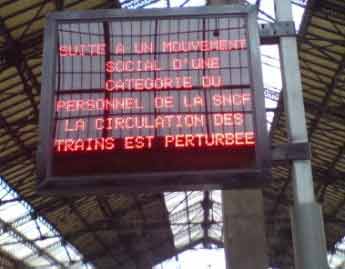 SUITE A UN MOUVEMENT
SOCIAL D'UNE
CATEGORIE DU
PERSONNEL DE LA SNCF
LA CIRCULATION DES
TRAINS EST PERTURBEE